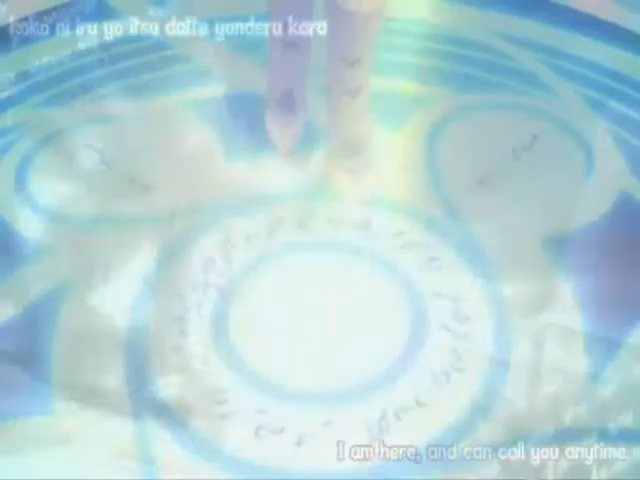 koko ni iru yo itsu datte yonderu kara
I am here, and can call you anytime.